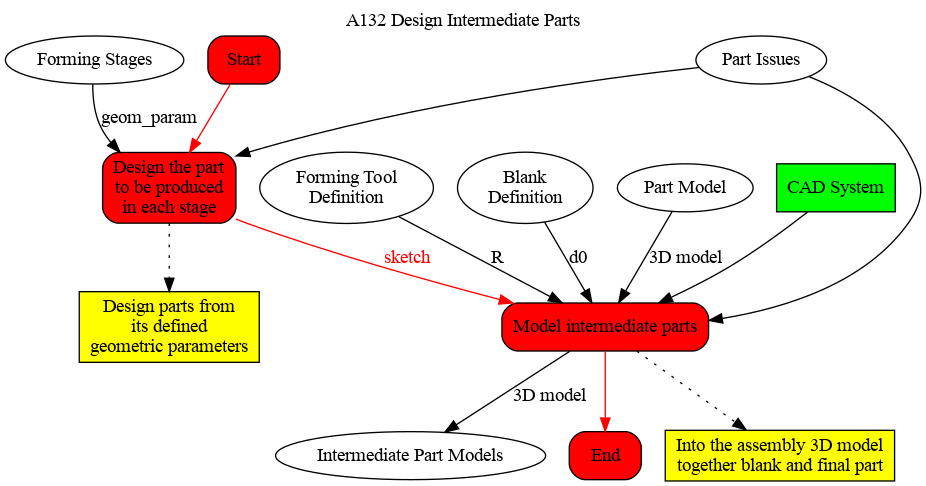 A132 Design Intermediate Parts
Forming Stages
Start
Part Issues
geom_param
Design the part
to be produced
in each stage
Forming Tool
Definition
Blank
Definition
Part Model
CAD System
sketch
R
d0
3D model
Design parts from
its defined
geometric parameters
Model intermediate parts
3D model
Intermediate Part Models
End
Into the assembly 3D model
together blank and final part